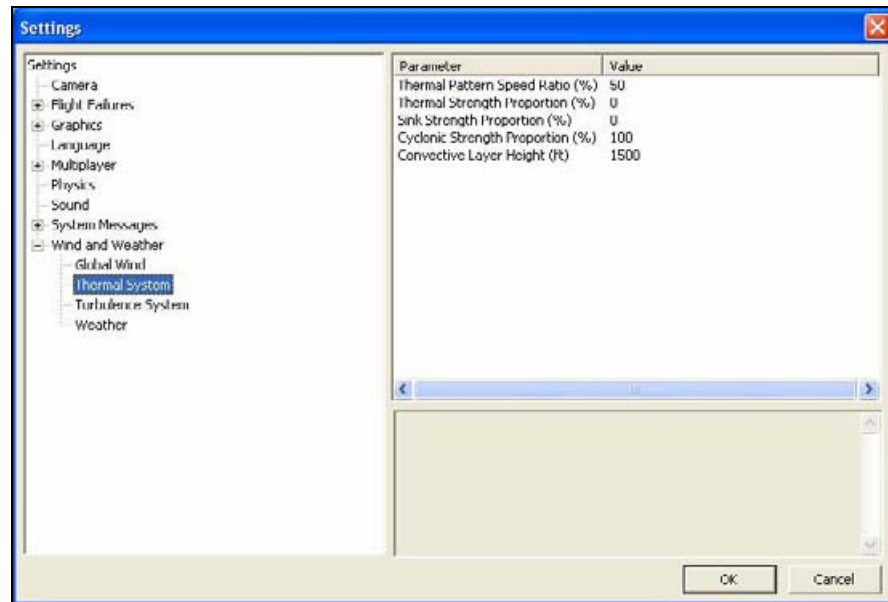 Settings
Settings
Camera
Flight Failures
Graphics
Language
Multiplayer
Physics
Sound
System Messages
Wind and Weather
Global Wind
Thermal System
Turbulence System
Weather
Parameter Value
Thermal Pattern Speed Ratio (%) 50
Thermal Strength Proportion (%) 0
Sink Strength Proportion (%) 0
Cyclonic Strength Proportion (%) 100
Convective Layer Height (ft) 1500
OK Cancel